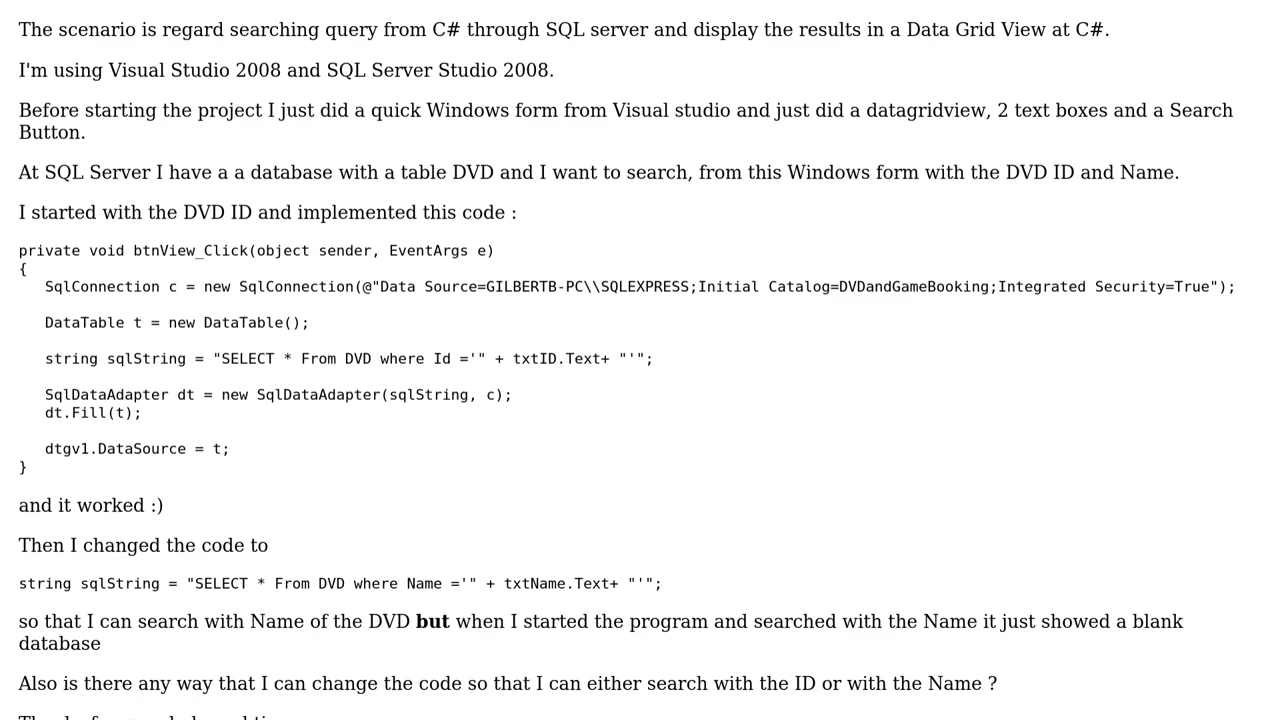 The scenario is regard searching query from C# through SQL server and display the results in a Data Grid View at C#.
I'm using Visual Studio 2008 and SQL Server Studio 2008.
Before starting the project I just did a quick Windows form from Visual studio and just did a datagridview, 2 text boxes and a Search
Button.
At SQL Server I have a a database with a table DVD and I want to search, from this Windows form with the DVD ID and Name.
I started with the DVD ID and implemented this code :
private void btnView_Click(object sender, EventArgs e)
{
   SqlConnection c = new SqlConnection(@"Data Source=GILBERTB-PC\\SQLEXPRESS;Initial Catalog=DVDandGameBooking;Integrated Security=True");
   DataTable t = new DataTable();
   string sqlString = "SELECT * From DVD where Id ='" + txtID.Text+ "'";
   SqlDataAdapter dt = new SqlDataAdapter(sqlString, c);
   dt.Fill(t);
   dtgv1.DataSource = t;
}
and it worked :)
Then I changed the code to
string sqlString = "SELECT * From DVD where Name ='" + txtName.Text+ "'";
so that I can search with Name of the DVD but when I started the program and searched with the Name it just showed a blank
database
Also is there any way that I can change the code so that I can either search with the ID or with the Name ?